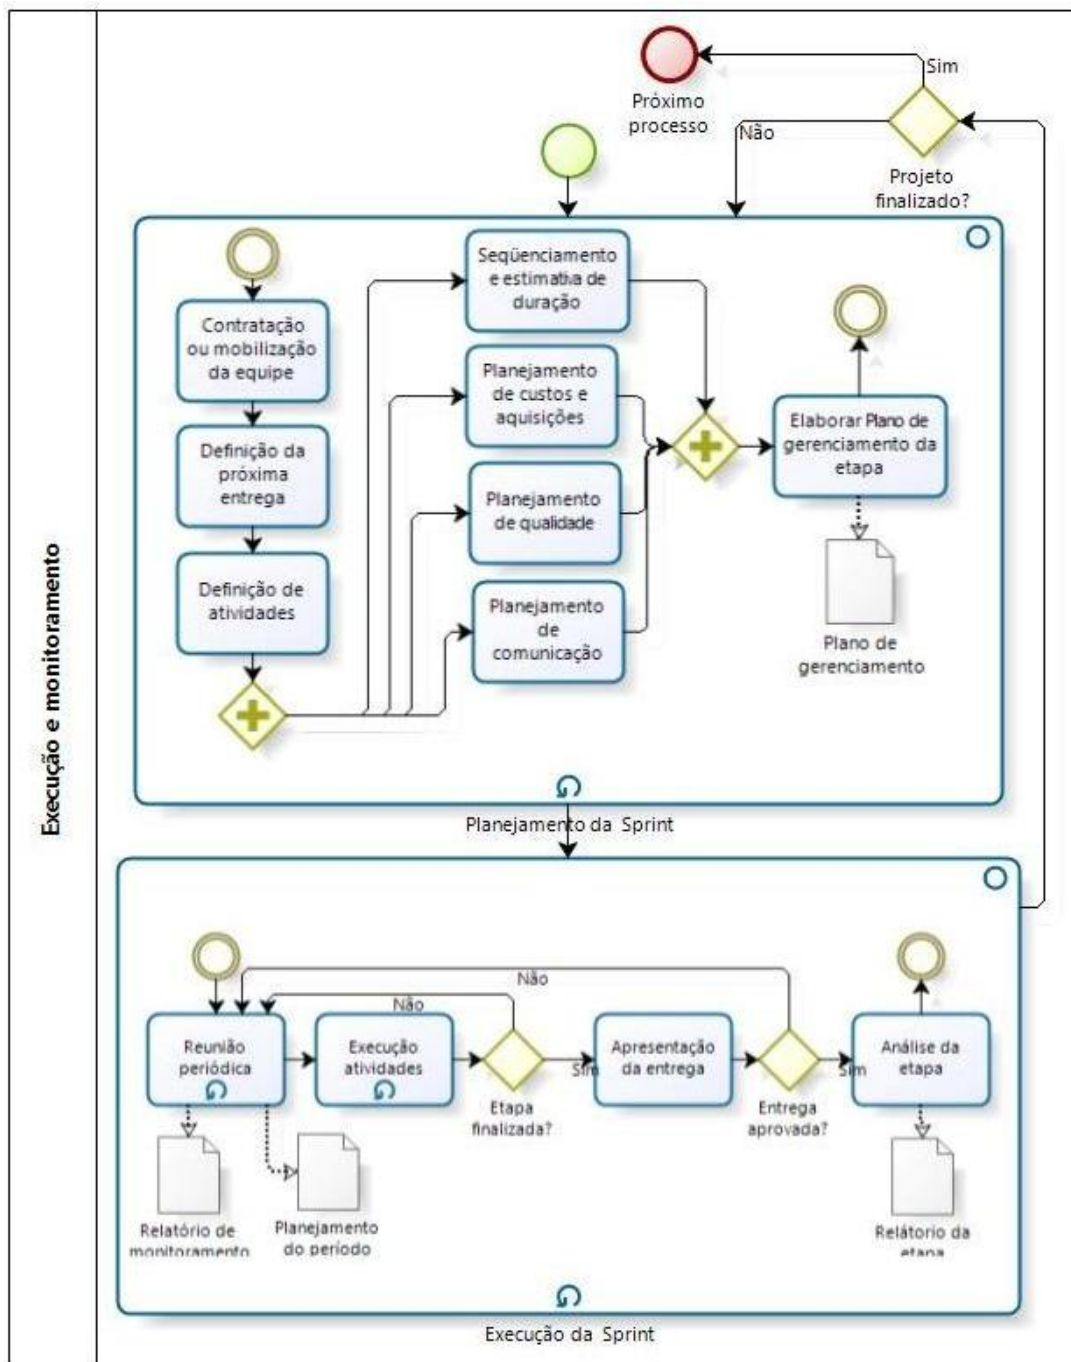 Execução e monitoramento
Sim
Próximo
processo
Não
Projeto
finalizado?
Contratação
ou mobilização
da equipe
Definição da
próxima
entrega
Definição de
atividades
Seqüenciamento
e estimativa de
duração
Planejamento
de custos e
aquisições
Planejamento
de qualidade
Planejamento
de
comunicação
Elaborar Plano de
gerenciamento da
etapa
Plano de
gerenciamento
Planejamento da Sprint
Não
Não
Reunião
periódica
Execução
atividades
Sim
Etapa
finalizada?
Apresentação
da entrega
Sim
Entrega
aprovada?
Análise da
etapa
Relatório de
monitoramento
Planejamento
do período
Relátorio da
etapa
Execução da Sprint